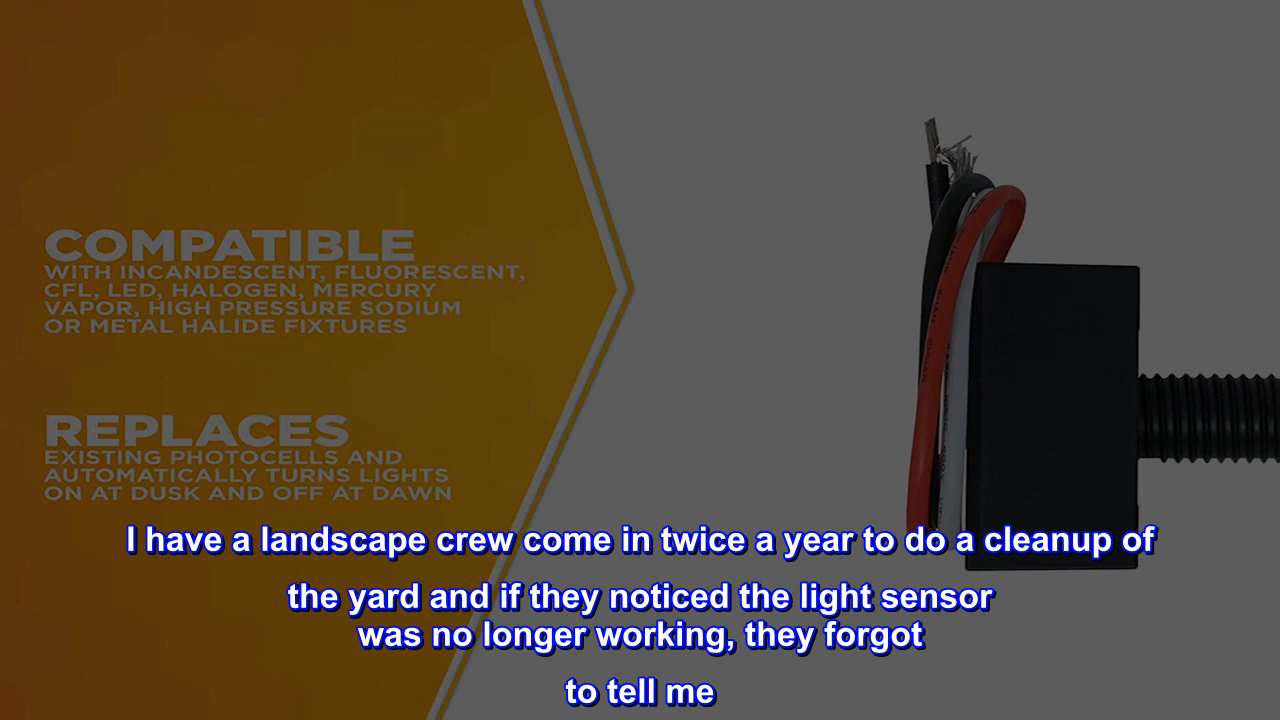 COMPATIBLE
WITH INCANDESCENT, FLUORESCENT,
CFL, LED, HALOGEN, MERCURY
VAPOR, HIGH PRESSURE SODIUM
OR METAL HALIDE FIXTURES
REPLACES
EXISTING PHOTOCELLS AND
AUTOMATICALLY TURNS LIGHTS
ON AT DUSK AND OFF AT DAWN
I have a landscape crew come in twice a year to do a cleanup of
the yard and if they noticed the light sensor
was no longer working, they forgot
to tell me